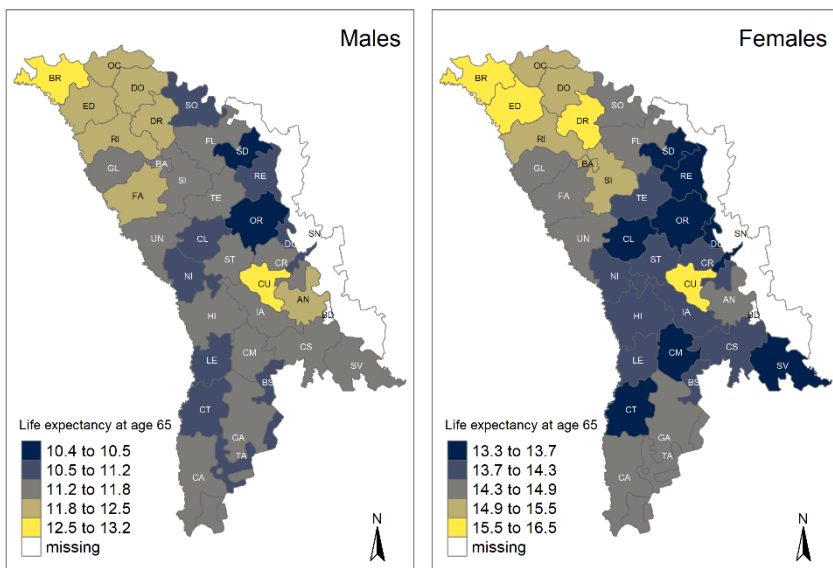 Males
OC
BR
DO
ED
SO
DR
RI
FL
SD
BA
GL
SI
RE
FA
TE
OR
UN
CL
DU
SN
ST
CR
NI
CU
AN
HI
IA
BD
CM
CS
LE
SV
BS
CT
GA
TA
CA
Life expectancy at age 65
10.4 to 10.5
10.5 to 11.2
11.2 to 11.8
11.8 to 12.5
12.5 to 13.2
missing
N
Females
OC
BR
DO
ED
SO
DR
RI
FL
SD
BA
GL
SI
RE
FA
TE
OR
UN
CL
DU
SN
ST
CR
NI
CU
AN
HI
IA
BD
CM
CS
LE
SV
BS
CT
GA
TA
CA
Life expectancy at age 65
13.3 to 13.7
13.7 to 14.3
14.3 to 14.9
14.9 to 15.5
15.5 to 16.5
missing
N